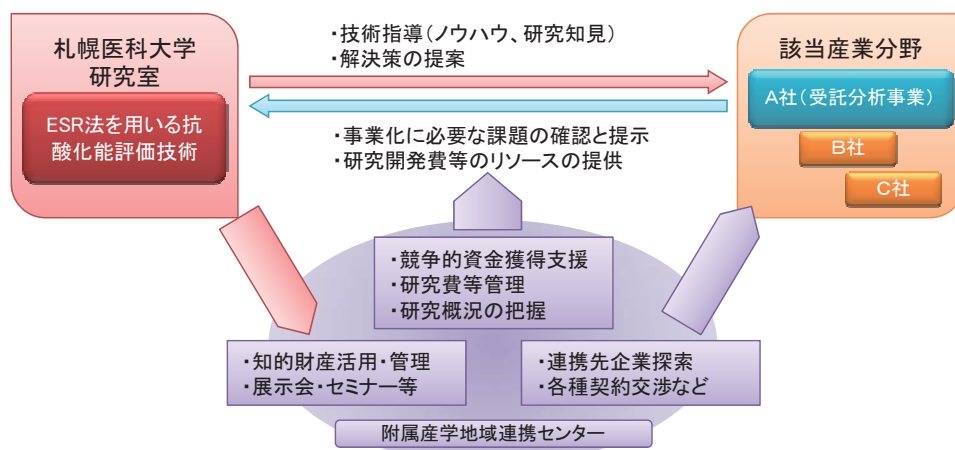 札幌医科大学
研究室
ESR法を用いる抗
酸化能評価技術
・技術指導(ノウハウ、研究知見)
・解決策の提案
・事業化に必要な課題の確認と提示
・研究開発費等のリソースの提供
該当産業分野
A社(受託分析事業)
B社
C社
・競争的資金獲得支援
・研究費等管理
・研究概況の把握
・知的財産活用・管理
・展示会・セミナー等
・連携先企業探索
・各種契約交渉など
附属産学地域連携センター